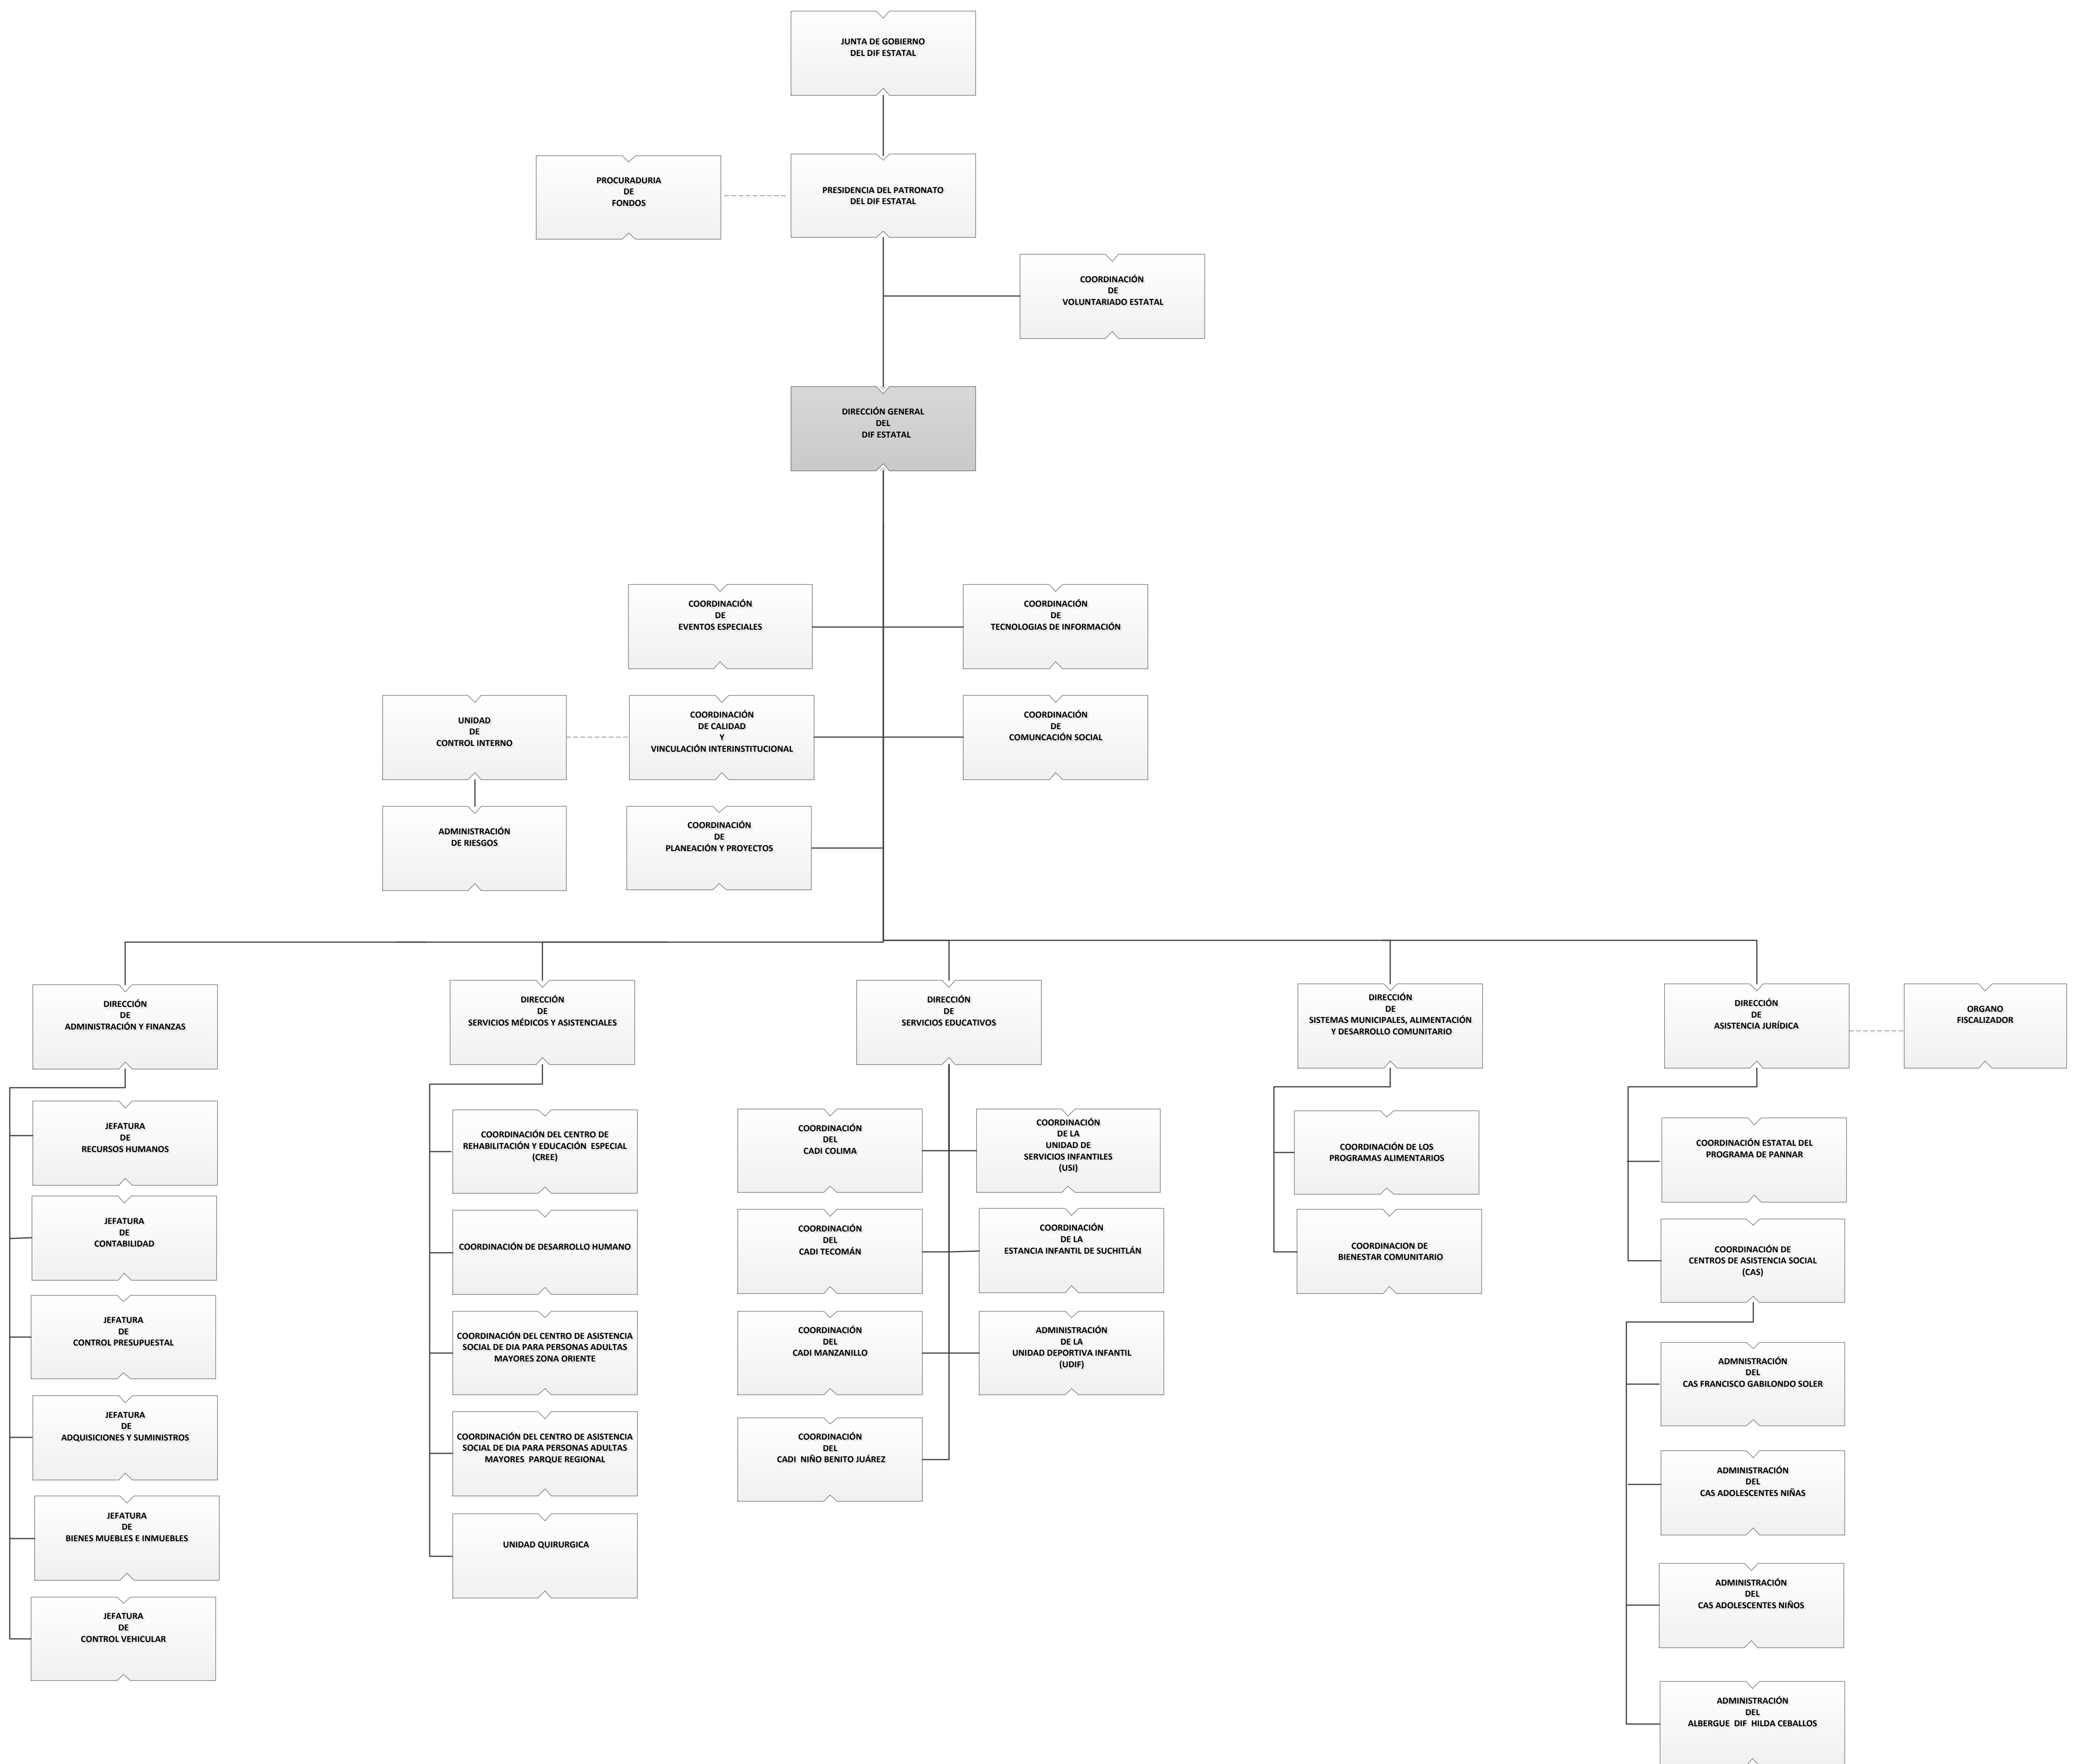 JUNTA DE GOBIERNO
DEL DIF ESTATAL
PROCURADURIA
DE
FONDOS
PRESIDENCIA DEL PATRONATO
DEL DIF ESTATAL
COORDINACIÓN
DE
VOLUNTARIADO ESTATAL
DIRECCIÓN GENERAL
DEL
DIF ESTATAL
COORDINACIÓN
DE
EVENTOS ESPECIALES
COORDINACIÓN
DE
TECNOLOGIAS DE INFORMACIÓN
UNIDAD
DE
CONTROL INTERNO
COORDINACIÓN
DE CALIDAD
Y
VINCULACIÓN INTERINSTITUCIONAL
COORDINACIÓN
DE
COMUNCACIÓN SOCIAL
ADMINISTRACIÓN
DE RIESGOS
COORDINACIÓN
DE
PLANEACIÓN Y PROYECTOS
DIRECCIÓN
DE
ADMINISTRACIÓN Y FINANZAS
DIRECCIÓN
DE
SERVICIOS MÉDICOS Y ASISTENCIALES
DIRECCIÓN
DE
SERVICIOS EDUCATIVOS
DIRECCIÓN
DE
SISTEMAS MUNICIPALES, ALIMENTACIÓN
Y DESARROLLO COMUNITARIO
DIRECCIÓN
DE
ASISTENCIA JURÍDICA
ORGANO
FISCALIZADOR
JEFATURA
DE
RECURSOS HUMANOS
JEFATURA
DE
CONTABILIDAD
JEFATURA
DE
CONTROL PRESUPUESTAL
JEFATURA
DE
ADQUISICIONES Y SUMINISTROS
JEFATURA
DE
BIENES MUEBLES E INMUEBLES
JEFATURA
DE
CONTROL VEHICULAR
COORDINACIÓN DEL CENTRO DE
REHABILITACIÓN Y EDUCACIÓN ESPECIAL
(CREE)
COORDINACIÓN DE DESARROLLO HUMANO
COORDINACIÓN DEL CENTRO DE ASISTENCIA
SOCIAL DE DIA PARA PERSONAS ADULTAS
MAYORES ZONA ORIENTE
COORDINACIÓN DEL CENTRO DE ASISTENCIA
SOCIAL DE DIA PARA PERSONAS ADULTAS
MAYORES PARQUE REGIONAL
UNIDAD QUIRURGICA
COORDINACIÓN
DEL
CADI COLIMA
COORDINACIÓN
DE LA
UNIDAD DE
SERVICIOS INFANTILES
(USI)
COORDINACIÓN
DEL
CADI TECOMÁN
COORDINACIÓN
DE LA
ESTANCIA INFANTIL DE SUCHITLÁN
COORDINACIÓN
DEL
CADI MANZANILLO
ADMINISTRACIÓN
DE LA
UNIDAD DEPORTIVA INFANTIL
(UDIF)
COORDINACIÓN
DEL
CADI NIÑO BENITO JUÁREZ
COORDINACIÓN DE LOS
PROGRAMAS ALIMENTARIOS
COORDINACION DE
BIENESTAR COMUNITARIO
COORDINACIÓN ESTATAL DEL
PROGRAMA DE PANNAR
COORDINACIÓN DE
CENTROS DE ASISTENCIA SOCIAL
(CAS)
ADMNISTRACIÓN
DEL
CAS FRANCISCO GABILONDO SOLER
ADMINISTRACIÓN
DEL
CAS ADOLESCENTES NIÑAS
ADMINISTRACIÓN
DEL
CAS ADOLESCENTES NIÑOS
ADMINISTRACIÓN
DEL
ALBERGUE DIF HILDA CEBALLOS